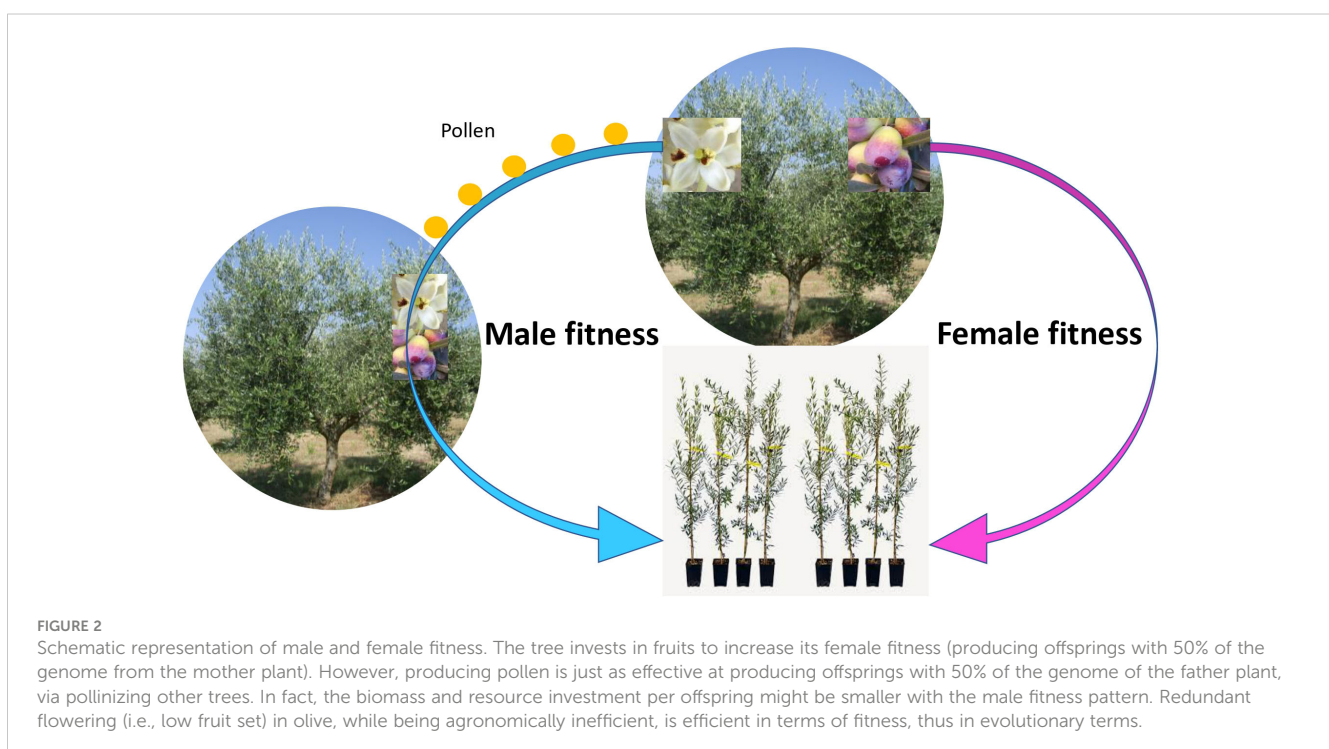 Pollen
Male fitness
Female fitness
FIGURE 2
Schematic representation of male and female fitness. The tree invests in fruits to increase its female fitness (producing offsprings with 50% of the
genome from the mother plant). However, producing pollen is just as effective at producing offsprings with 50% of the genome of the father plant,
via pollinizing other trees. In fact, the biomass and resource investment per offspring might be smaller with the male fitness pattern. Redundant
flowering (i.e., low fruit set) in olive, while being agronomically inefficient, is efficient in terms of fitness, thus in evolutionary terms.